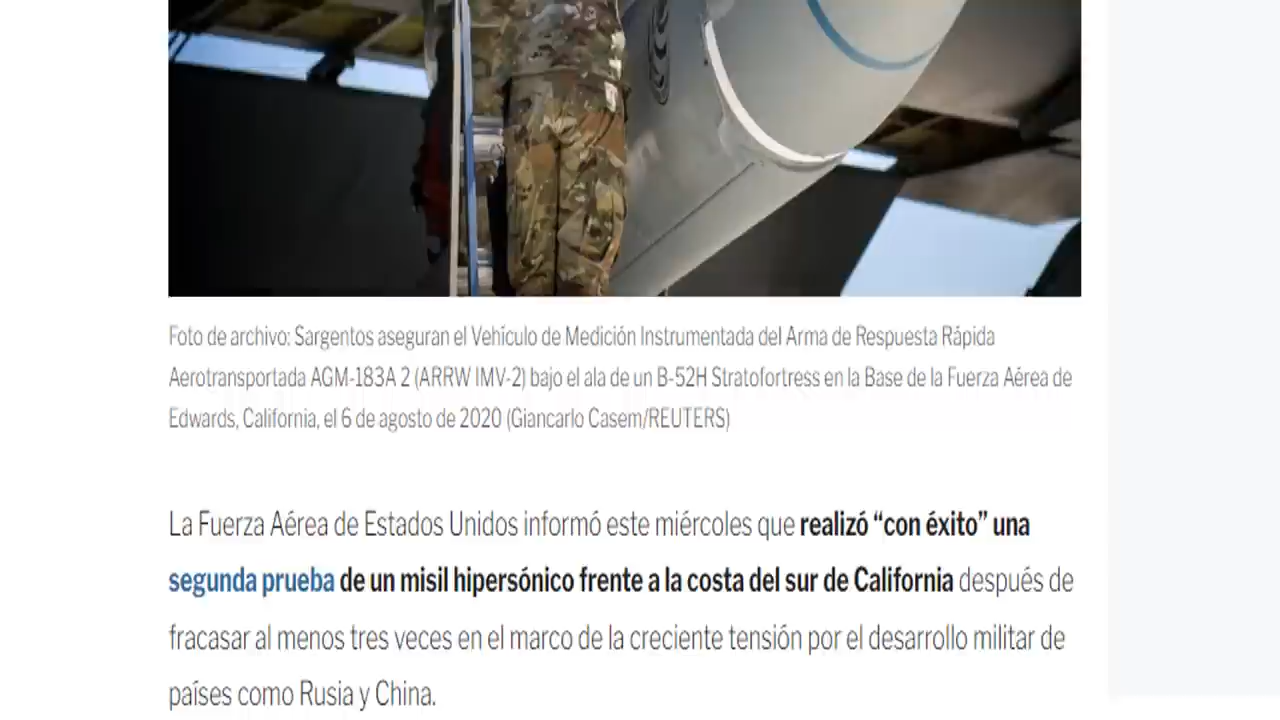 Foto de archivo: Sargentos aseguran el Vehículo de Medición Instrumentada del Arma de Respuesta Rápida
Aerotransportada AGM-183A 2 (ARRW IMV-2) bajo el ala de un B-52H Stratofortress en la Base de la Fuerza Aérea de
Edwards, California, el 6 de agosto de 2020 (Giancarlo Casem/REUTERS)
La Fuerza Aérea de Estados Unidos informó este miércoles que realizó “con éxito” una
segunda prueba de un misil hipersónico frente a la costa del sur de California después de
fracasar al menos tres veces en el marco de la creciente tensión por el desarrollo militar de
países como Rusia y China.